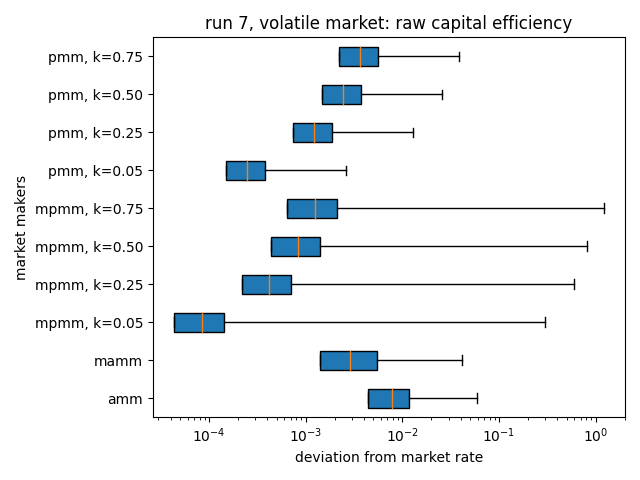 run 7, volatile market: raw capital efficiency
pmm, k=0.75
pmm, k=0.50
pmm, k=0.25
pmm, k=0.05
mpmm, k=0.75
mpmm, k=0.50
mpmm, k=0.25
mpmm, k=0.05
mamm
amm
market makers
10⁻⁴ 10⁻³ 10⁻² 10⁻¹ 10⁰
deviation from market rate